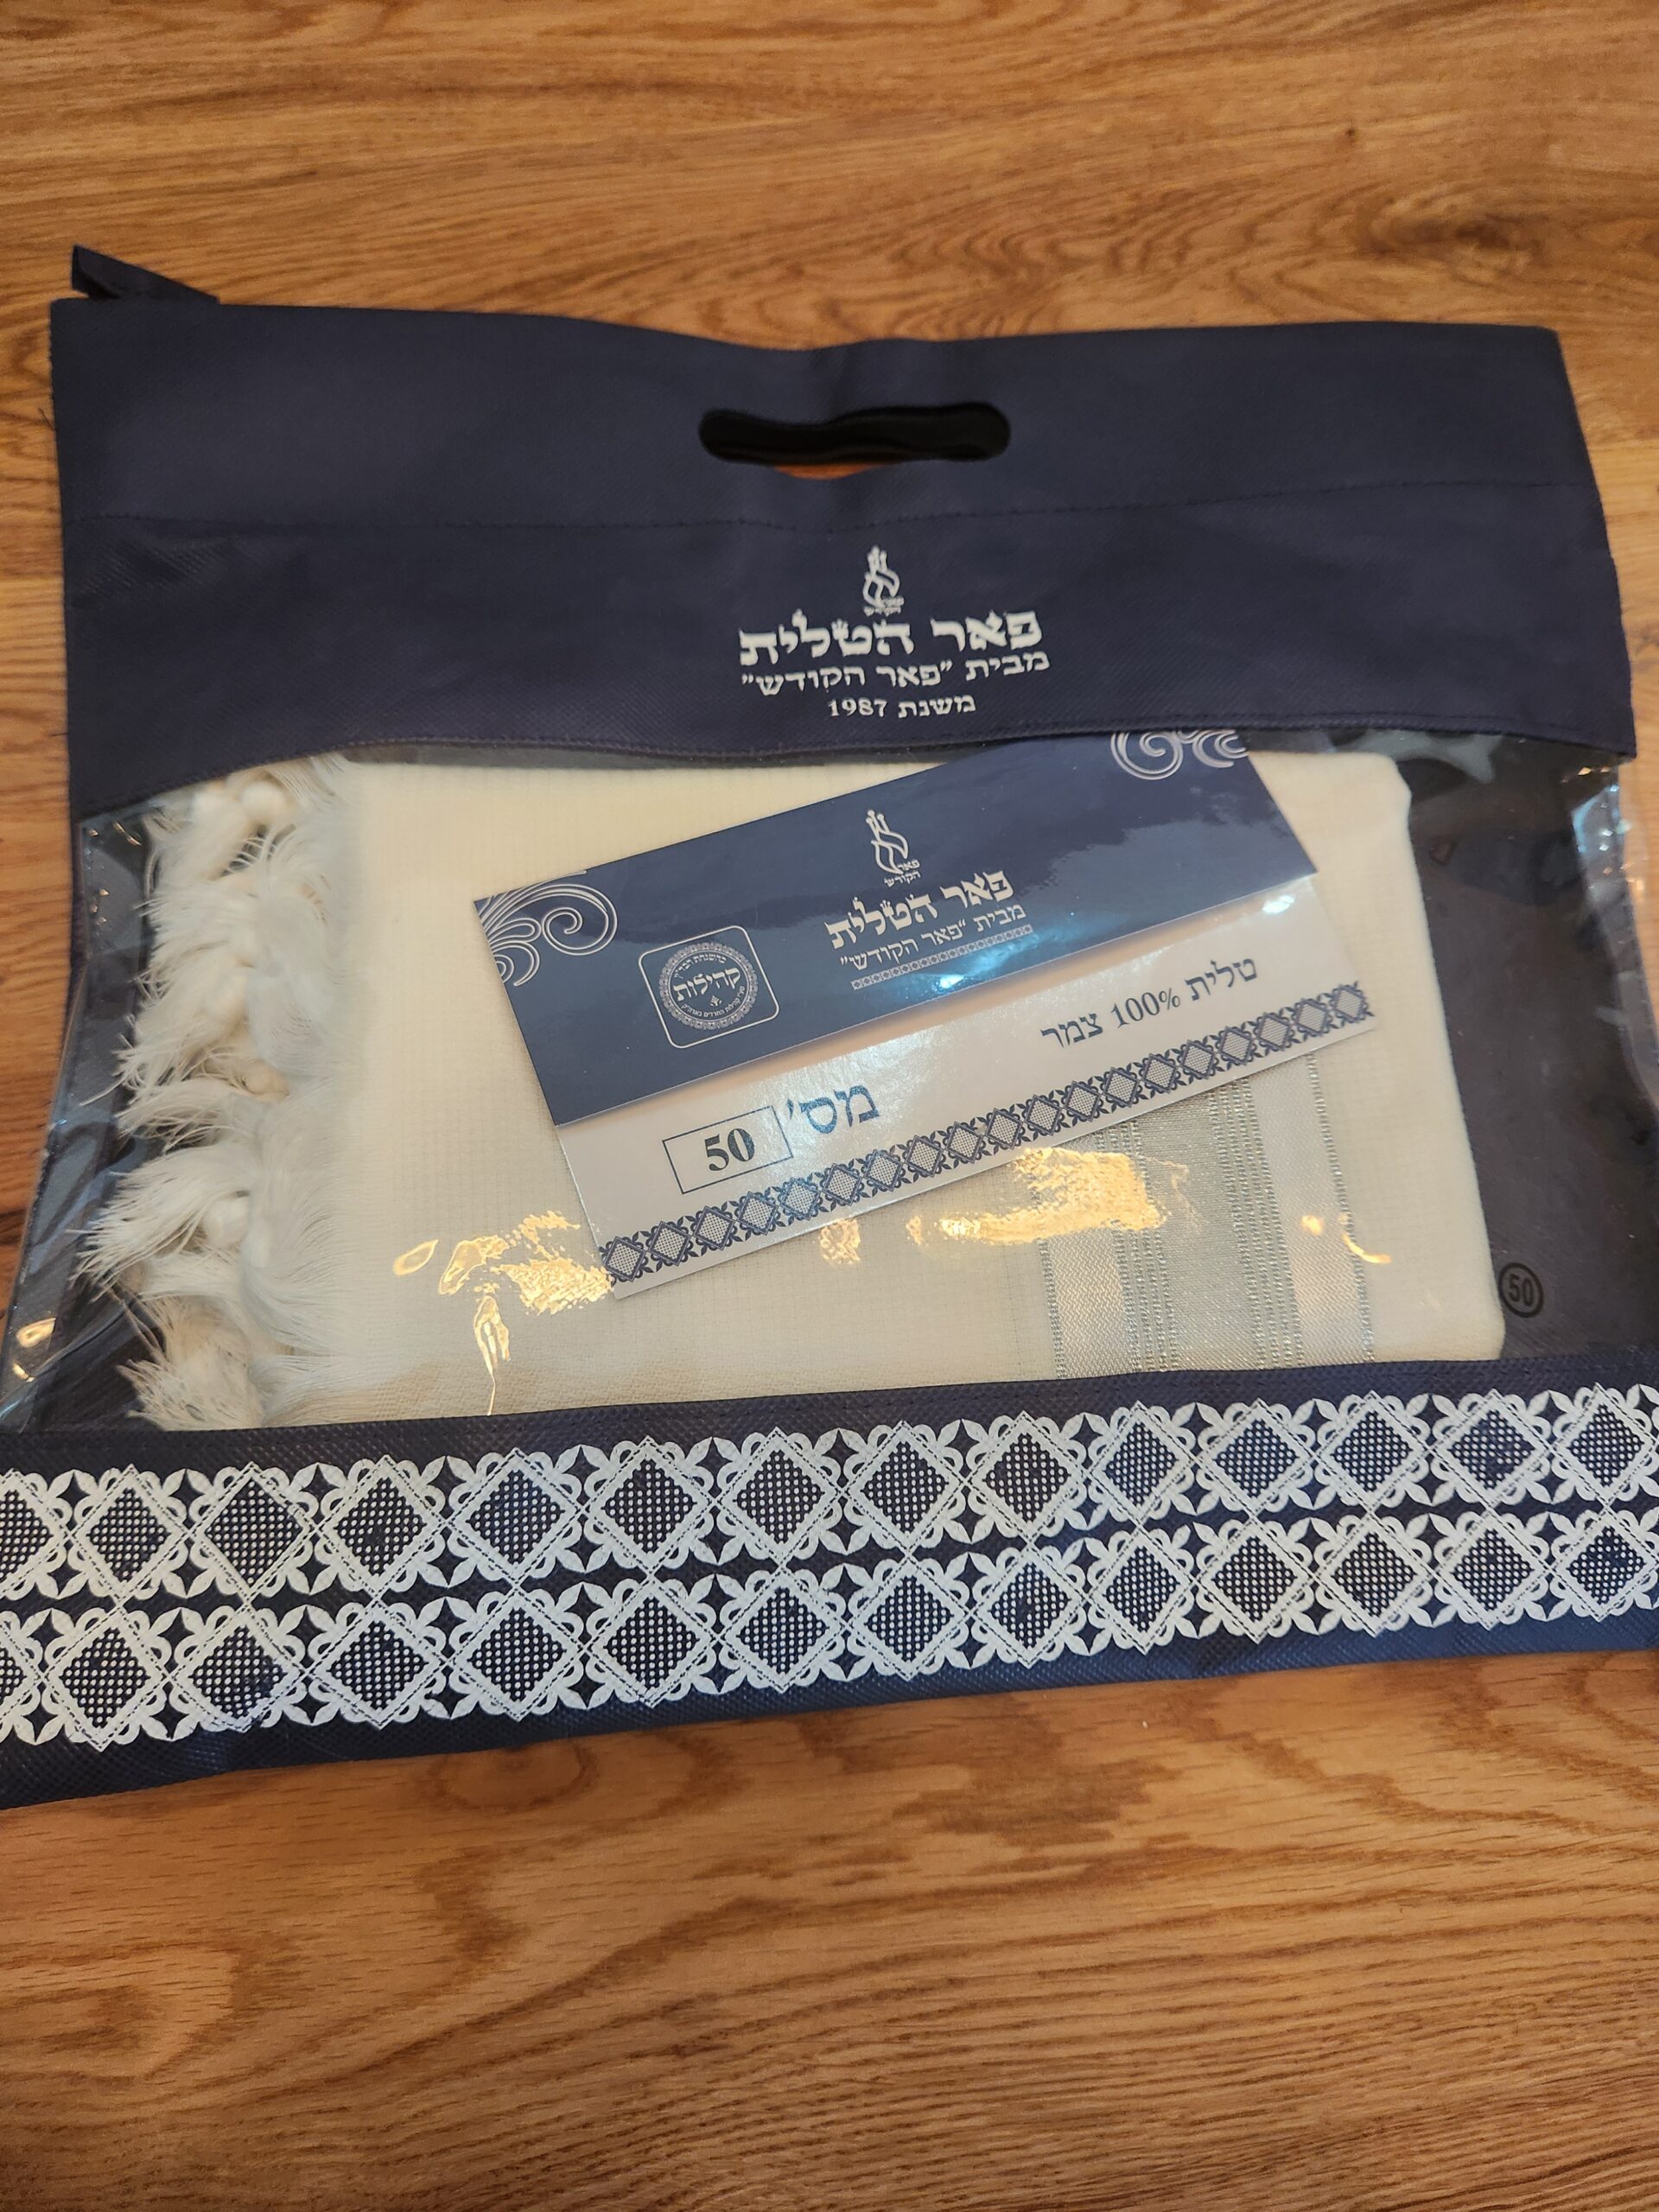 פאר הטלית
מבית "פאר הקודש"
משנת 1987
פאר
הקודש
פאר הטלית
מבית "פאר הקודש"
קהילות
טלית 100% צמר
מס' 50
50